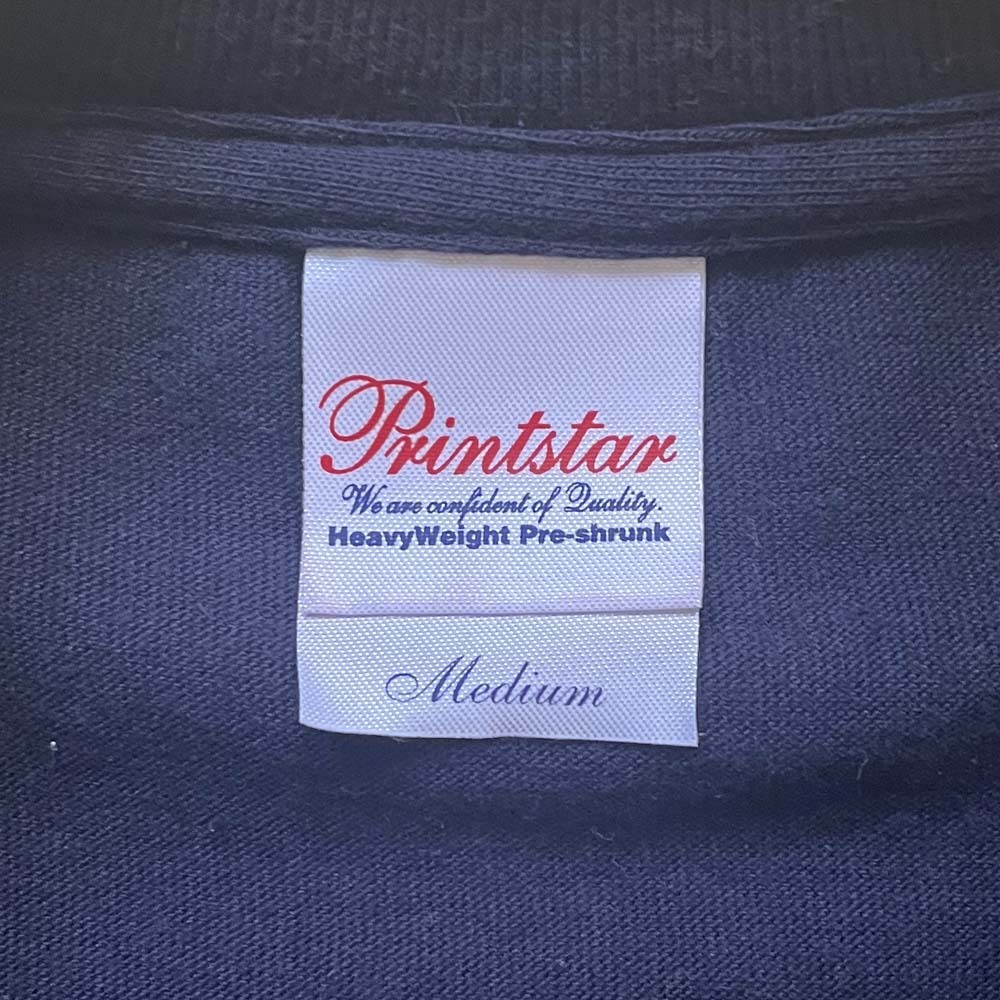 Printstar
We are confident of Quality.
HeavyWeight Pre-shrunk
Medium